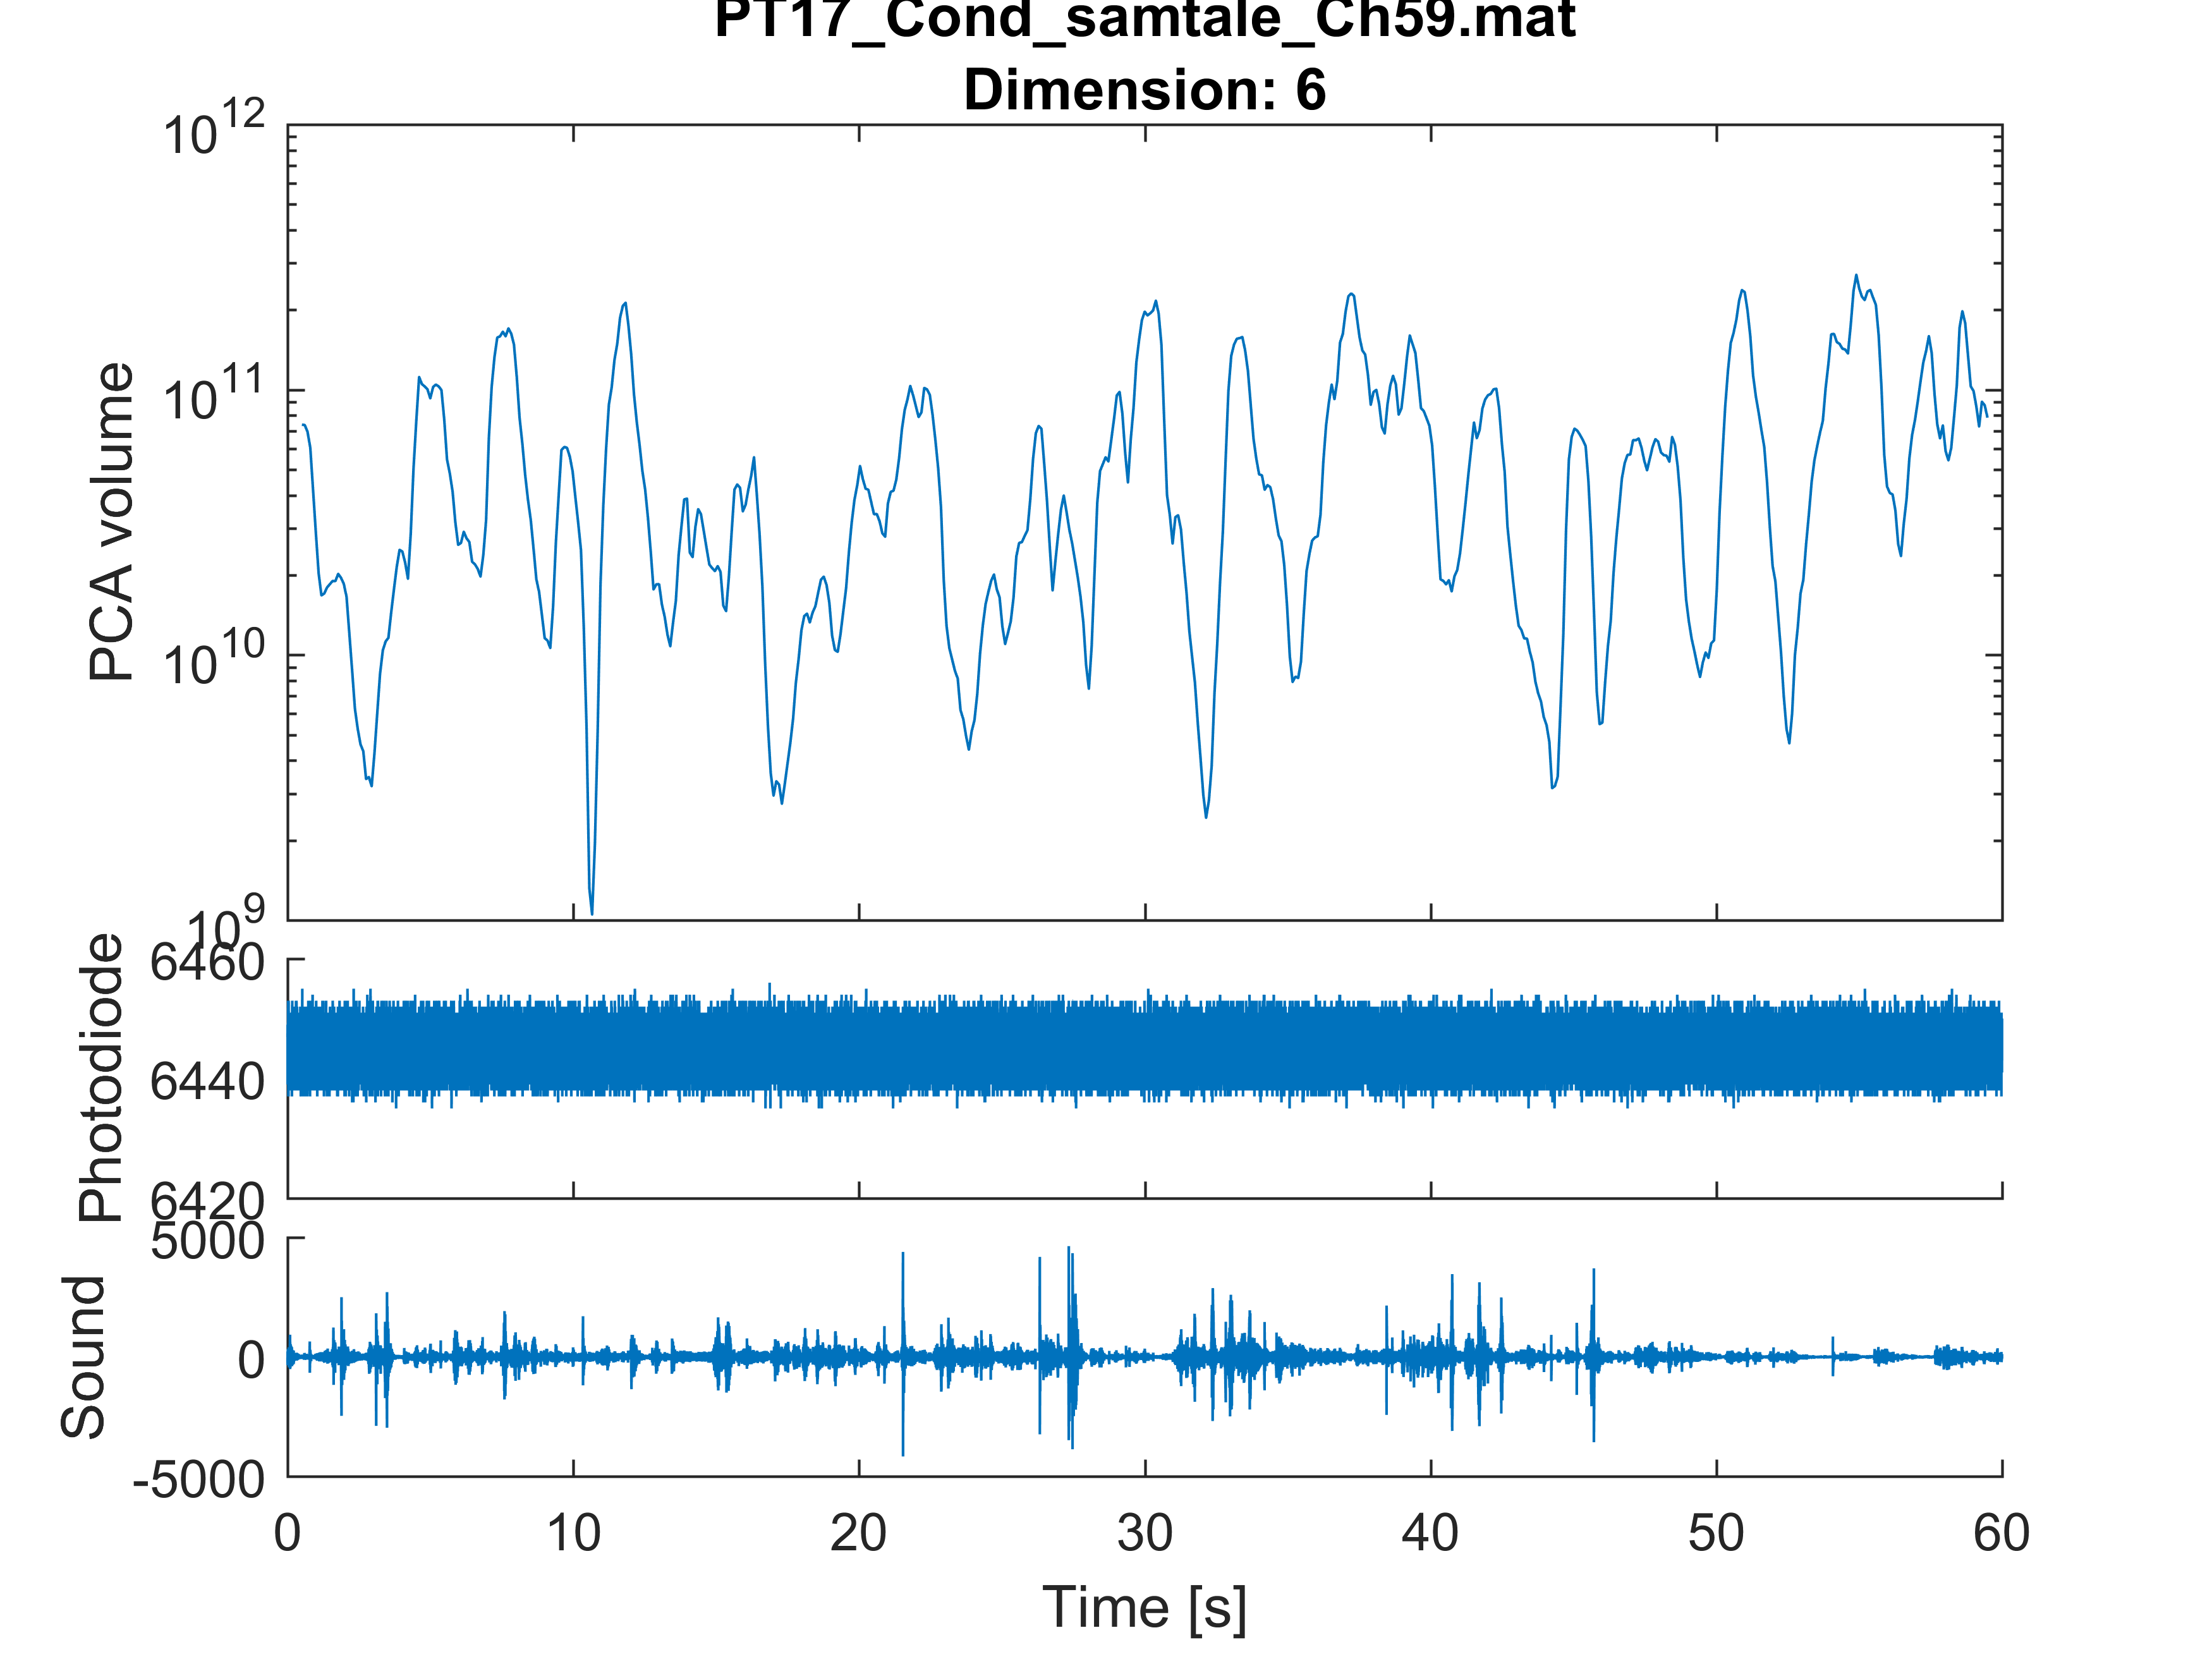 PT17_Cond_samtale_Ch59.mat
Dimension: 6
10^12
10^11
10^10
10^9
PCA volume
6460
6440
6420
Photodiode
5000
0
-5000
Sound
0 10 20 30 40 50 60
Time [s]